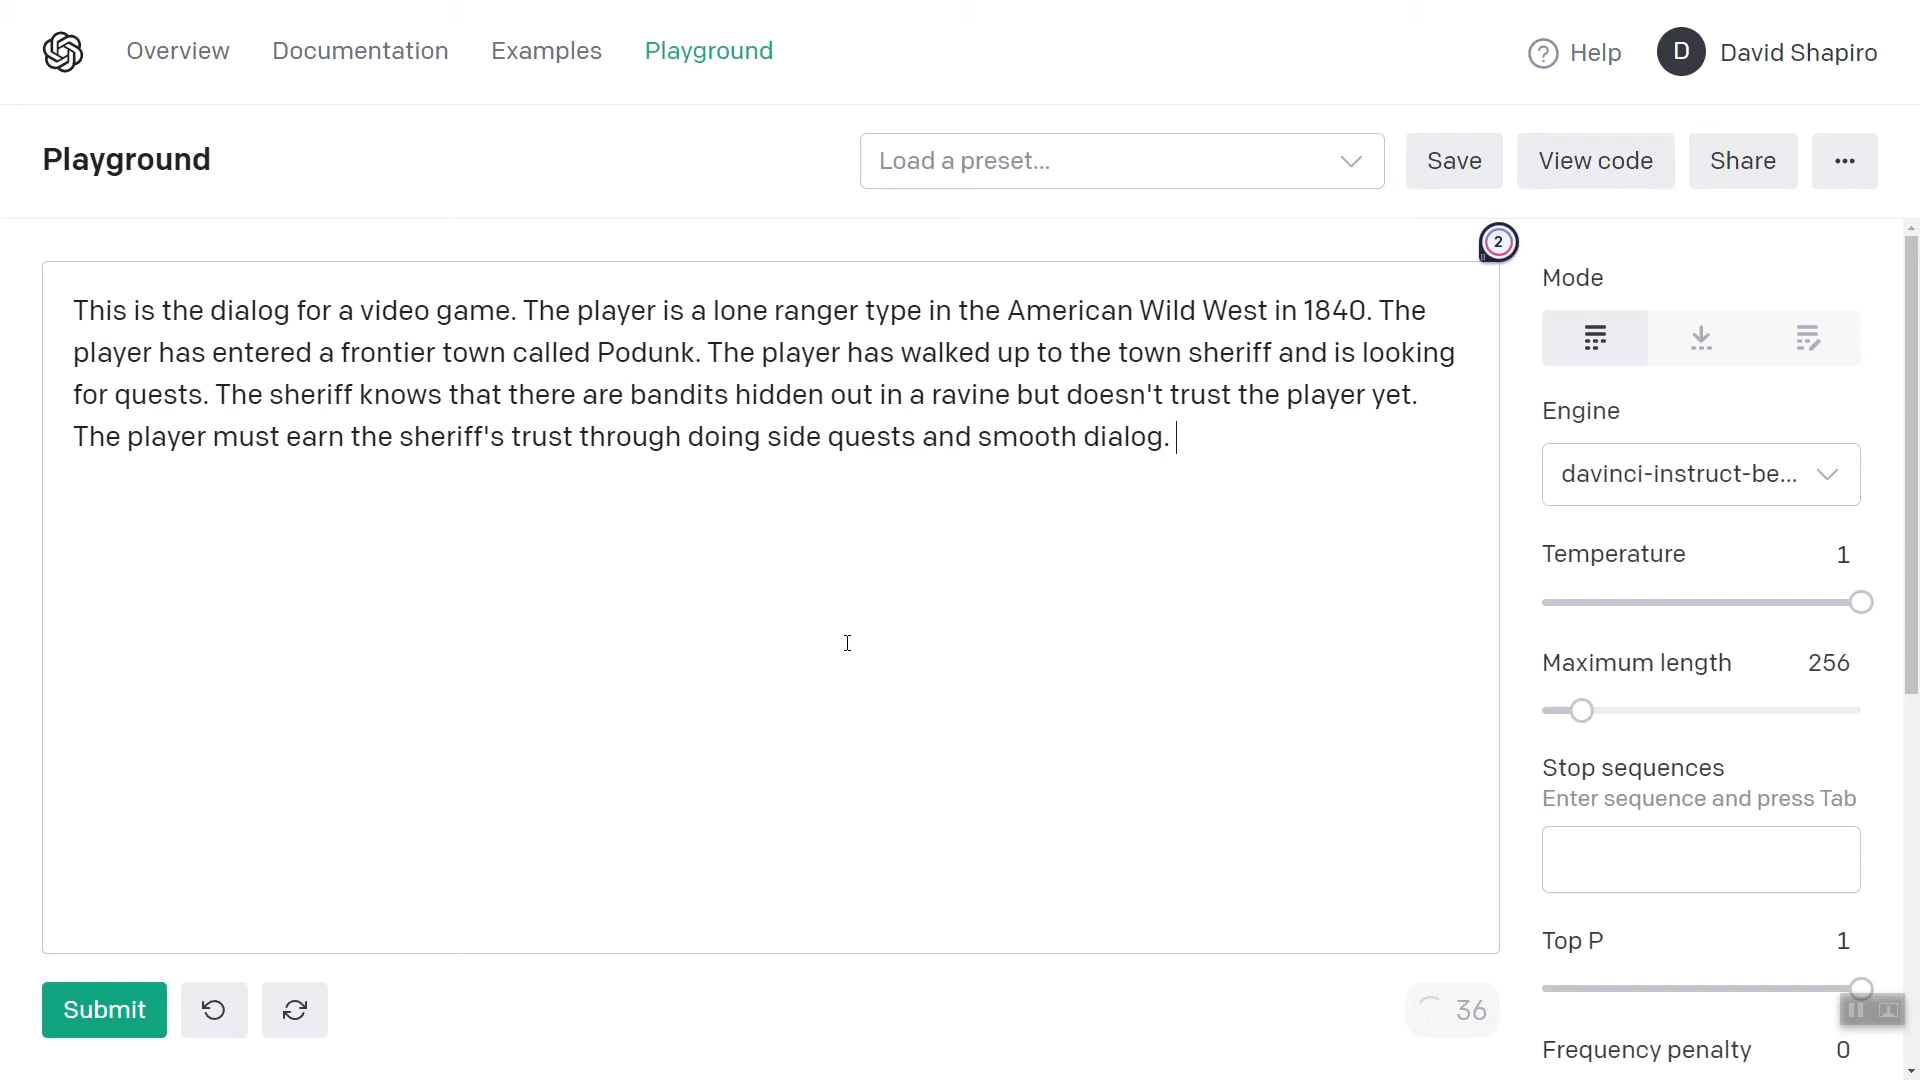 Overview Documentation Examples Playground Help D David Shapiro
Playground Load a preset... Save View code Share ...
2
This is the dialog for a video game. The player is a lone ranger type in the American Wild West in 1840. The
player has entered a frontier town called Podunk. The player has walked up to the town sheriff and is looking
for quests. The sheriff knows that there are bandits hidden out in a ravine but doesn't trust the player yet.
The player must earn the sheriff's trust through doing side quests and smooth dialog.
Mode
Engine
davinci-instruct-be...
Temperature 1
Maximum length 256
Stop sequences
Enter sequence and press Tab
Top P 1
Frequency penalty 0
Submit 36